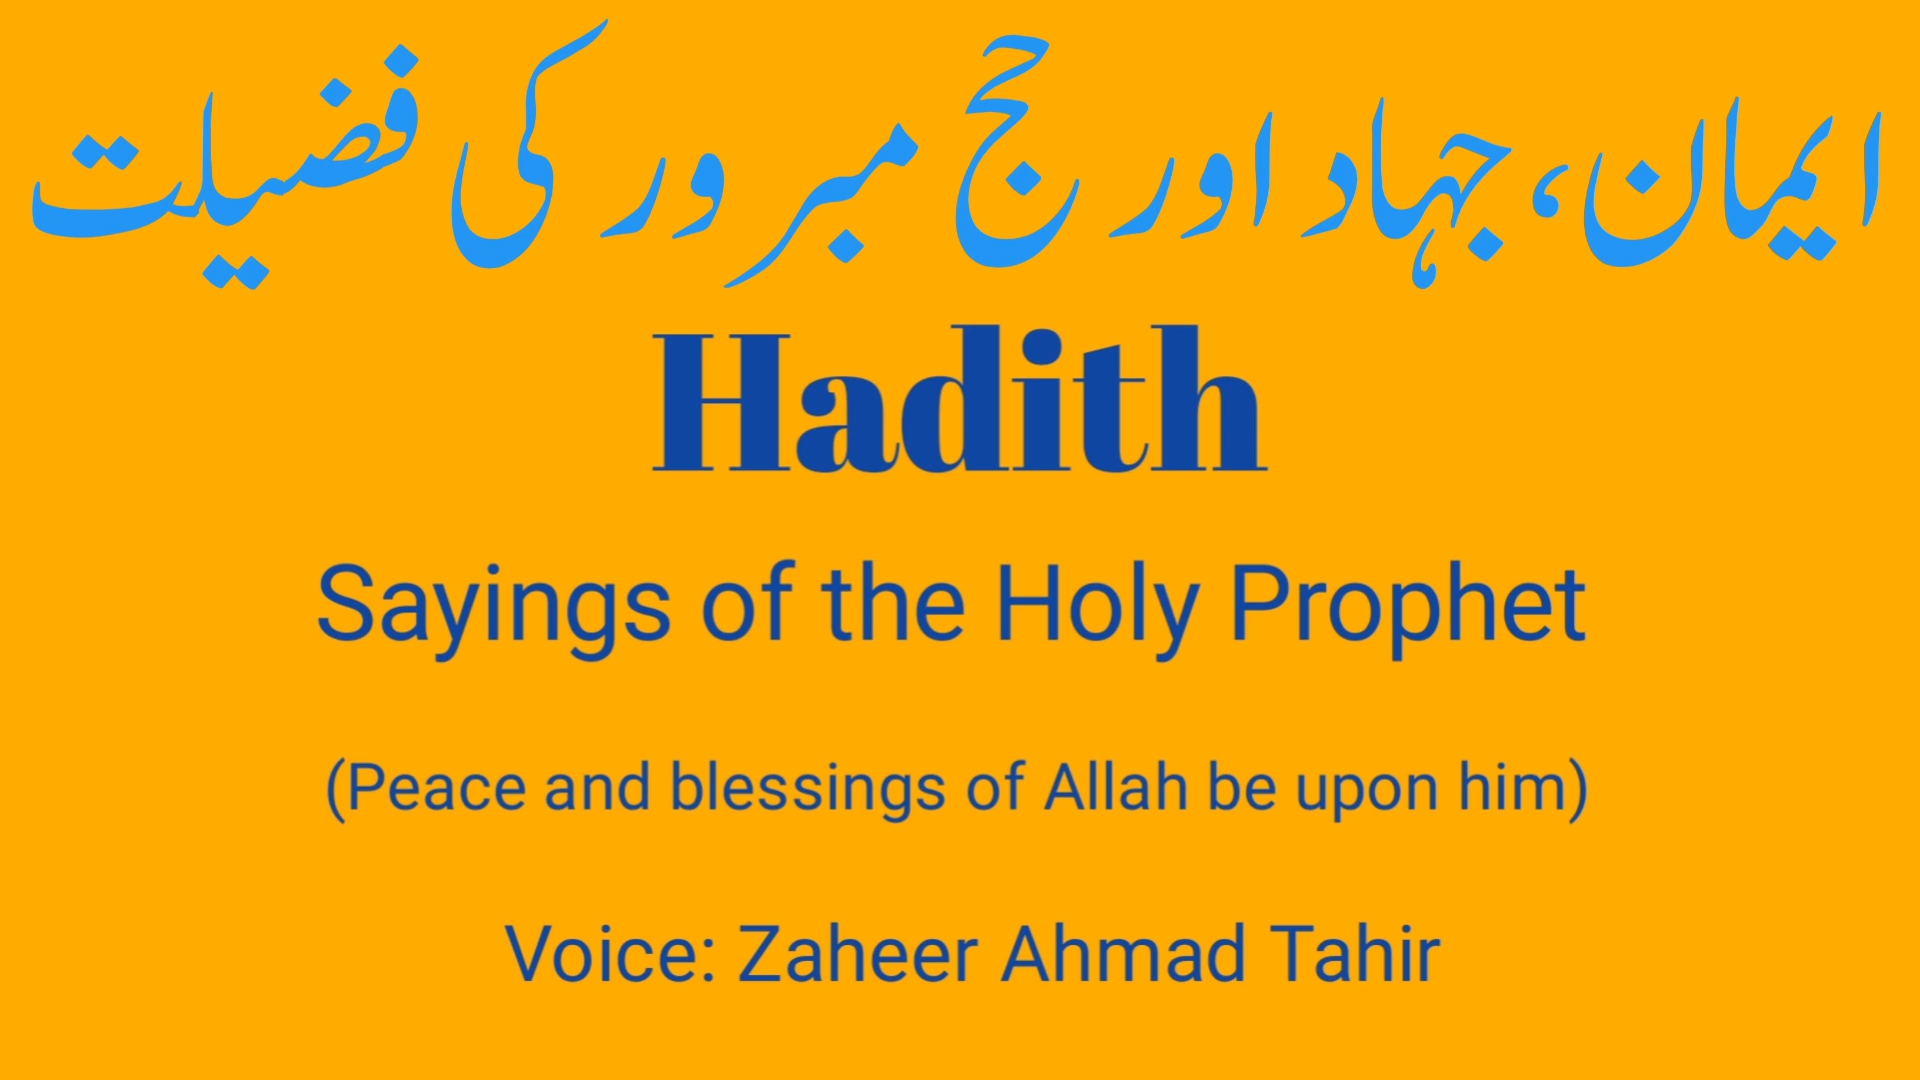 ایمان، جہاد اور حج مبرور کی فضیلت
Hadith
Sayings of the Holy Prophet
(Peace and blessings of Allah be upon him)
Voice: Zaheer Ahmad Tahir